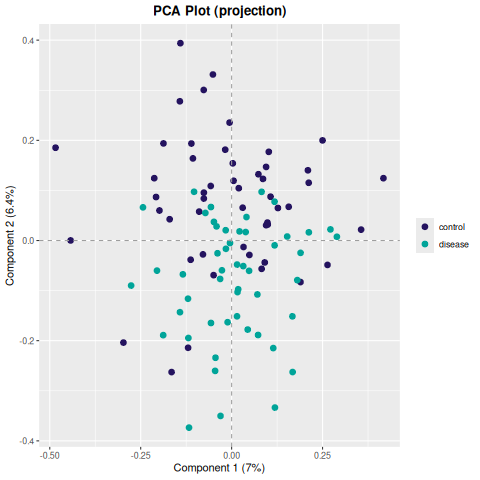 PCA Plot (projection)
0.4
0.2
0.0
-0.2
-0.4
Component 2 (6.4%)
-0.50
-0.25
0.00
0.25
Component 1 (7%)
control
disease